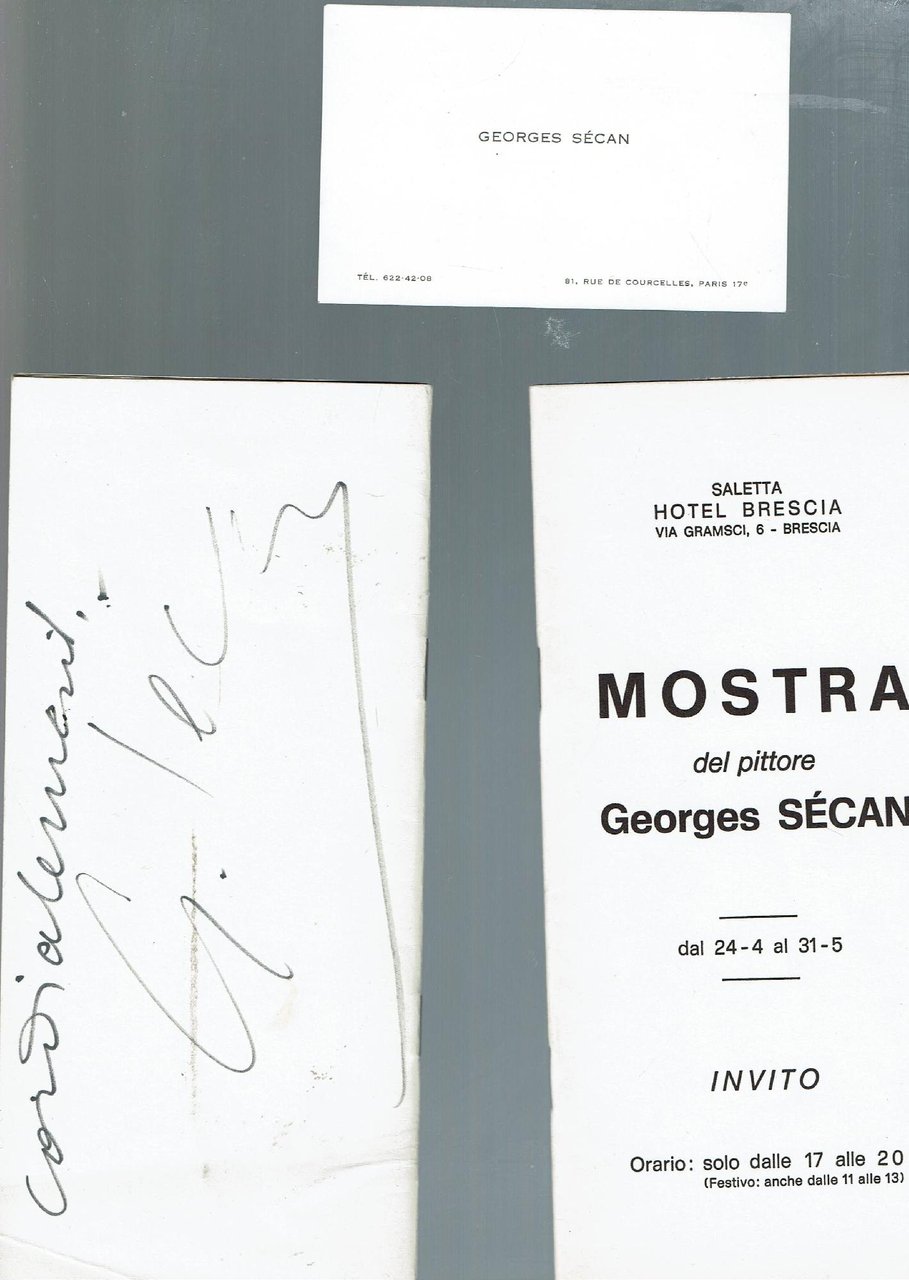 GEORGES SÉCAN
TÉL. 622-42-08
81, RUE DE COURCELLES, PARIS 17e
cordialement,
G. Sécan
SALETTA
HOTEL BRESCIA
VIA GRAMSCI, 6 - BRESCIA
MOSTRA
del pittore
Georges SÉCAN
dal 24-4 al 31-5
INVITO
Orario: solo dalle 17 alle 20
(Festivo: anche dalle 11 alle 13)